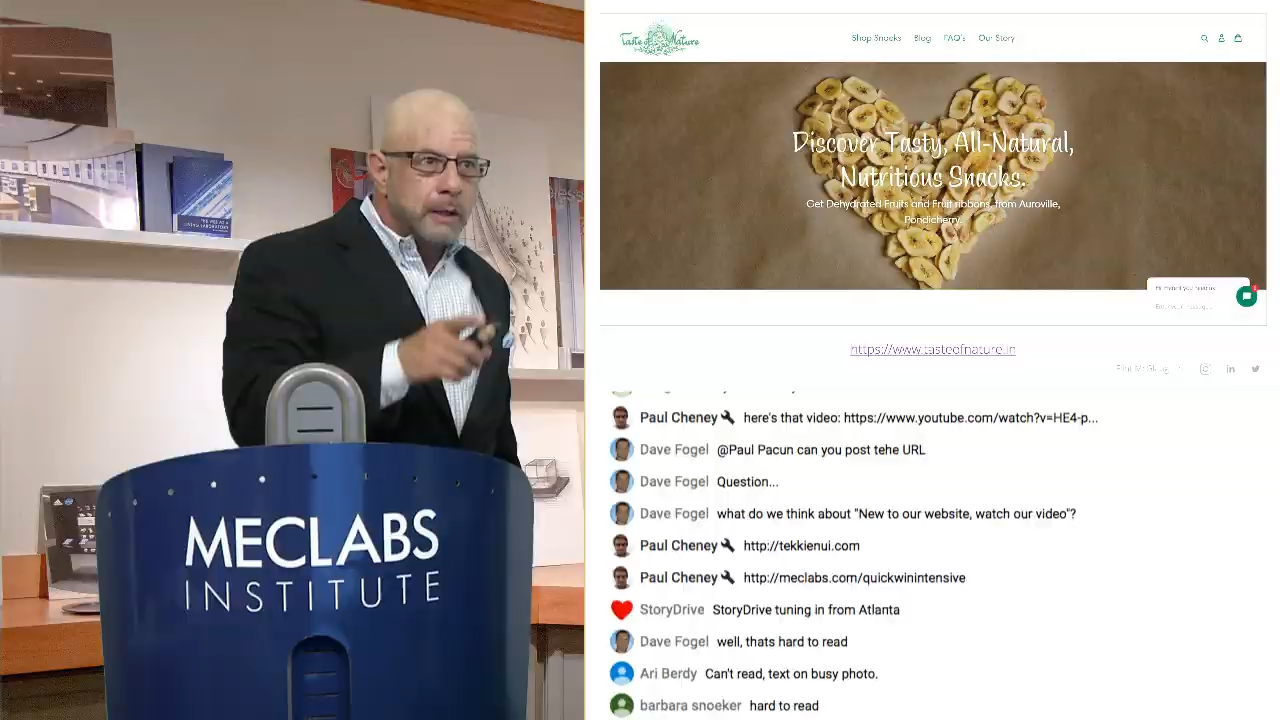 THE WEB AS A
LIVING LABORATORY
MECLABS
INSTITUTE
Taste of Nature
Shop Snacks Blog FAQ's Our Story
Discover Tasty, All-Natural,
Nutritious Snacks.
Get Dehydrated Fruits and Fruit ribbons, from Auroville,
Pondicherry.
https://www.tasteofnature.in
Paul Cheney here's that video: https://www.youtube.com/watch?v=HE4-p...
Dave Fogel @Paul Pacun can you post tehe URL
Dave Fogel Question...
Dave Fogel what do we think about "New to our website, watch our video"?
Paul Cheney http://tekkienui.com
Paul Cheney http://meclabs.com/quickwinintensive
StoryDrive StoryDrive tuning in from Atlanta
Dave Fogel well, thats hard to read
Ari Berdy Can't read, text on busy photo.
barbara snoeker hard to read